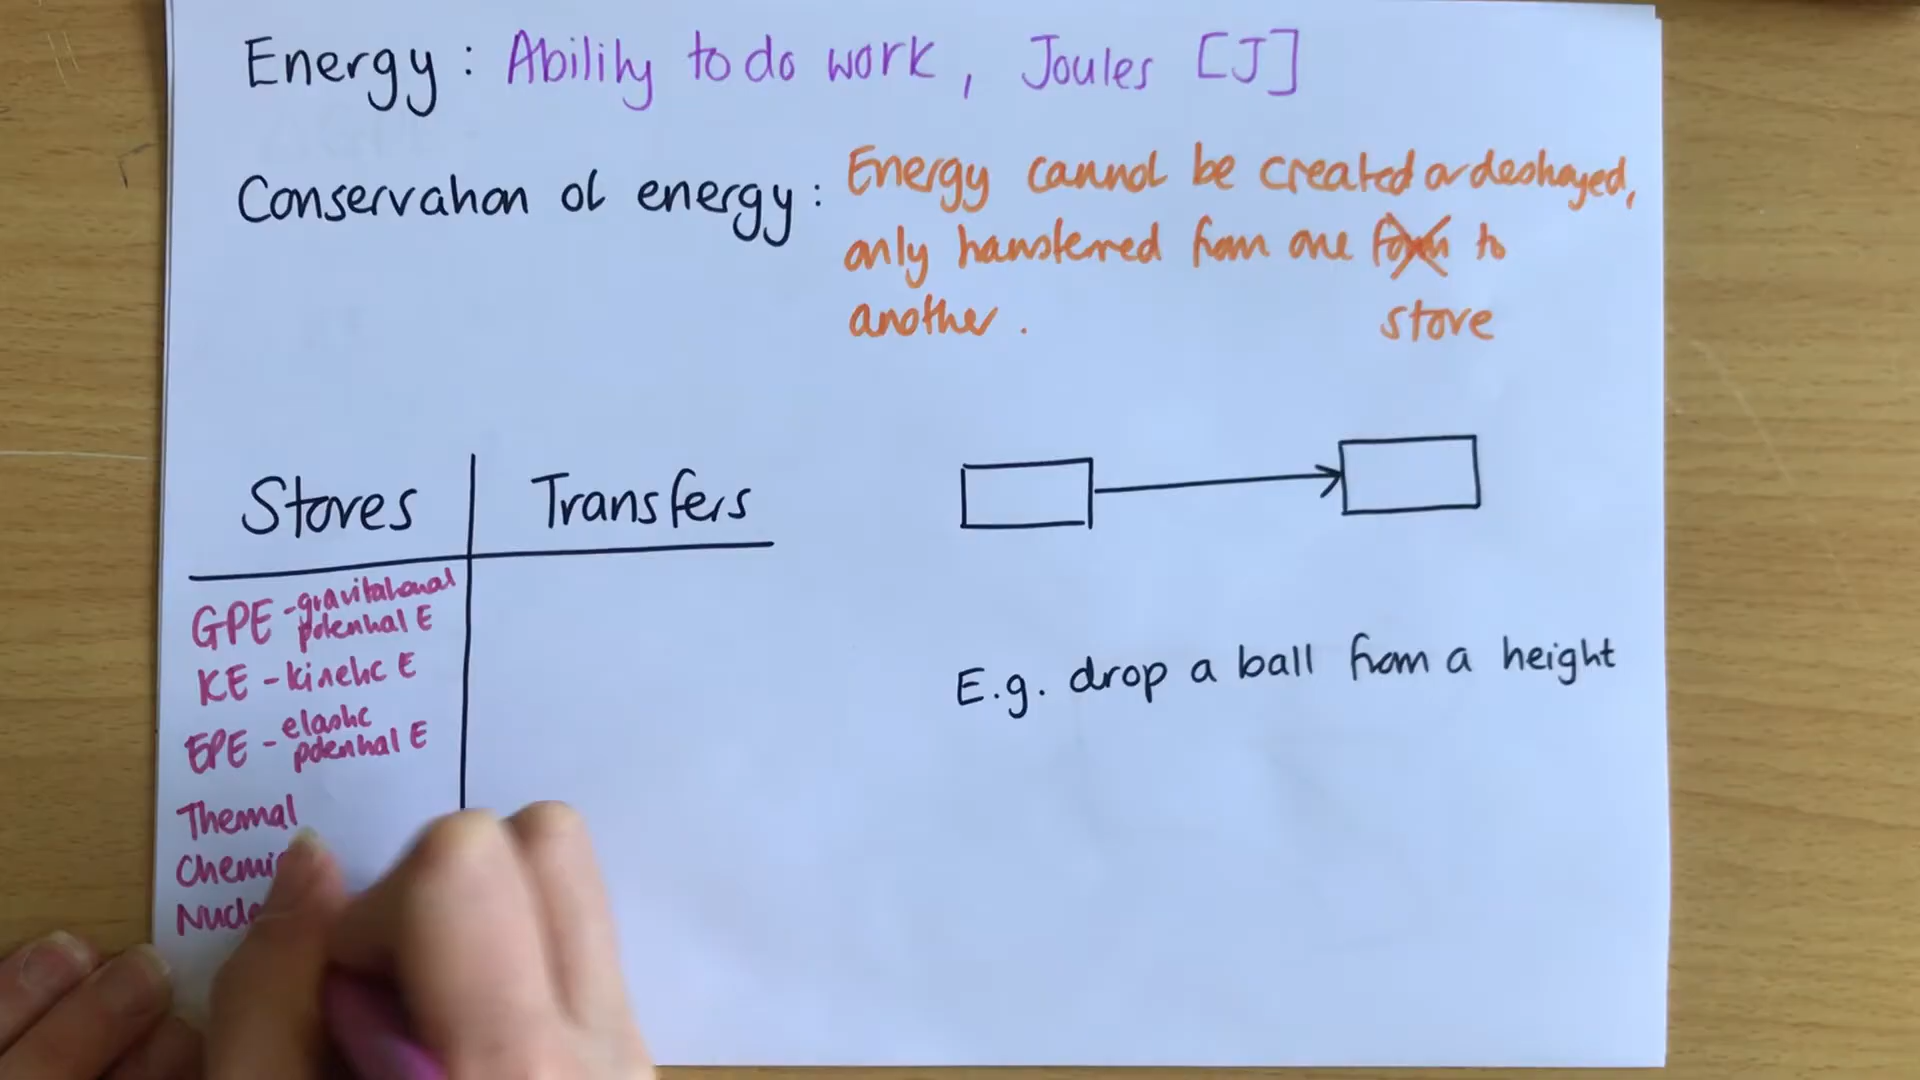 Energy : Ability to do work , Joules [J]
Conservation of energy : Energy cannot be created or destroyed,
only transferred from one form to
another . store
Stores Transfers
GPE - gravitational
potential E
KE - kinetic E
EPE - elastic
potential E
Thermal
Chemi
Nucle
E.g. drop a ball from a height